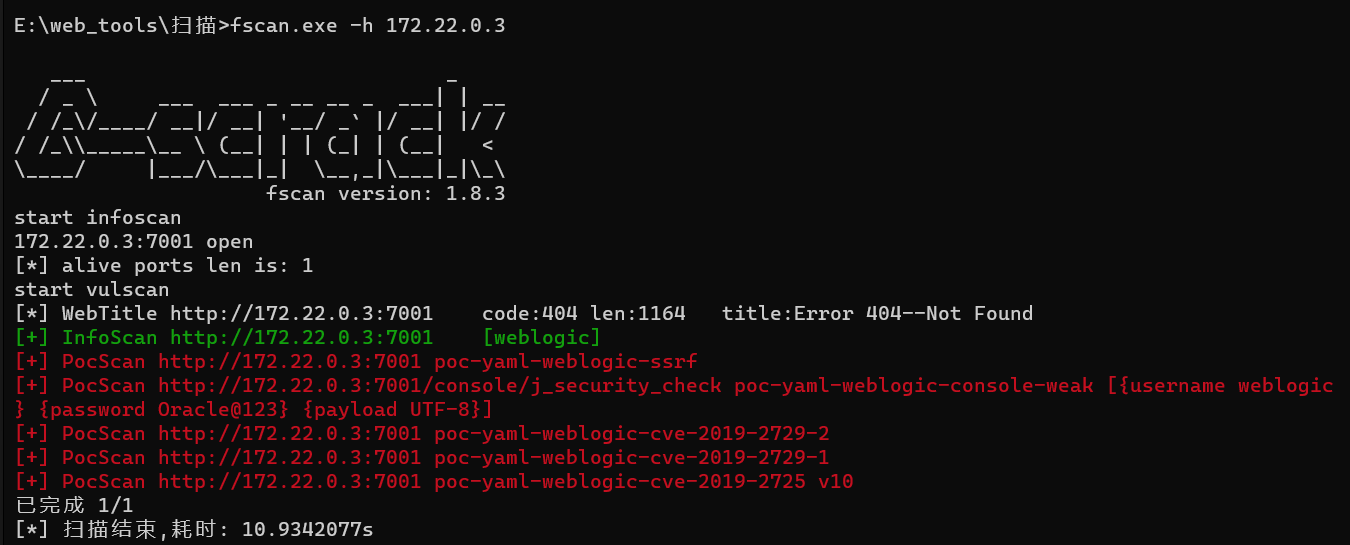 E:\web_tools\扫描>fscan.exe -h 172.22.0.3
   ___                              _
  / _ \     ___  ___ _ __ __ _  ___| | __
 / /_\/____/ __|/ __| '__/ _` |/ __| |/ /
/ /_\\_____\__ \ (__| | | (_| | (__|   <
\____/     |___/\___|_|  \__,_|\___|_|\_\
                     fscan version: 1.8.3
start infoscan
172.22.0.3:7001 open
[*] alive ports len is: 1
start vulscan
[*] WebTitle http://172.22.0.3:7001    code:404 len:1164   title:Error 404--Not Found
[+] InfoScan http://172.22.0.3:7001    [weblogic]
[+] PocScan http://172.22.0.3:7001 poc-yaml-weblogic-ssrf
[+] PocScan http://172.22.0.3:7001/console/j_security_check poc-yaml-weblogic-console-weak [{username weblogic
} {password Oracle@123} {payload UTF-8}]
[+] PocScan http://172.22.0.3:7001 poc-yaml-weblogic-cve-2019-2729-2
[+] PocScan http://172.22.0.3:7001 poc-yaml-weblogic-cve-2019-2729-1
[+] PocScan http://172.22.0.3:7001 poc-yaml-weblogic-cve-2019-2725 v10
已完成 1/1
[*] 扫描结束,耗时: 10.9342077s